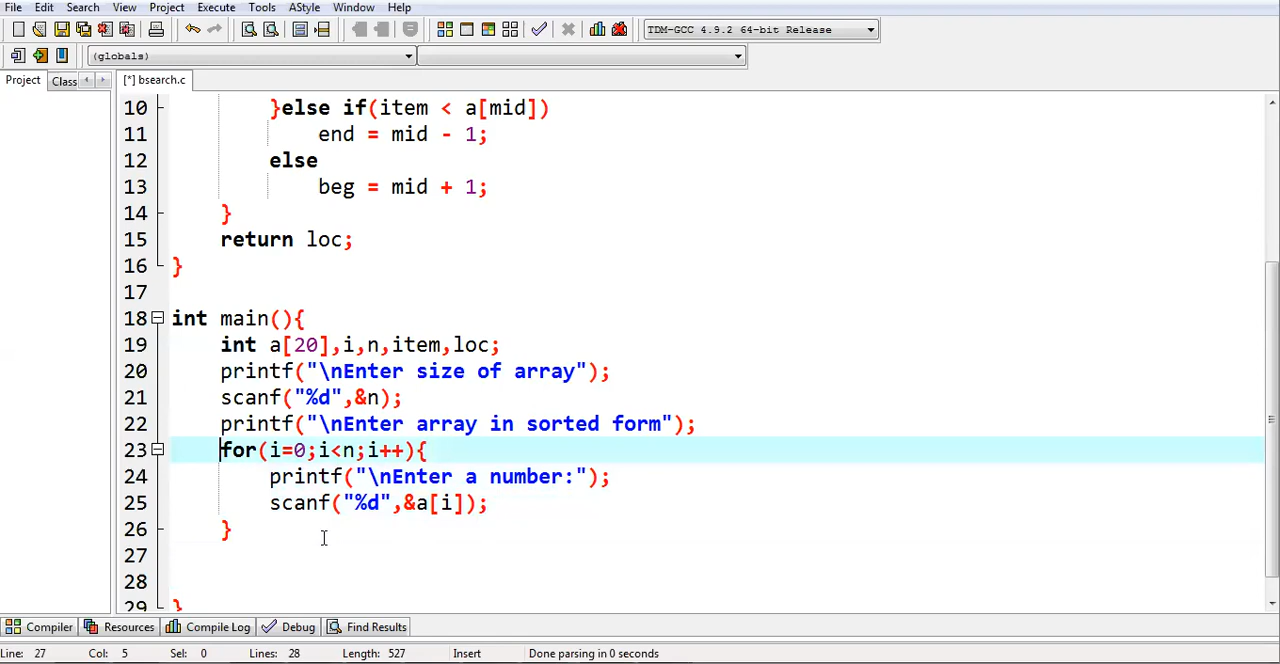 File Edit Search View Project Execute Tools AStyle Window Help
TDM-GCC 4.9.2 64-bit Release
(globals)
Project Class [*] bsearch.c
10 }else if(item < a[mid])
11 end = mid - 1;
12 else
13 beg = mid + 1;
14 }
15 return loc;
16 }
17
18 int main(){
19 int a[20],i,n,item,loc;
20 printf("\nEnter size of array");
21 scanf("%d",&n);
22 printf("\nEnter array in sorted form");
23 for(i=0;i<n;i++){
24 printf("\nEnter a number:");
25 scanf("%d",&a[i]);
26 }
27
28
29 }
Compiler Resources Compile Log Debug Find Results
Line: 27 Col: 5 Sel: 0 Lines: 28 Length: 527 Insert Done parsing in 0 seconds